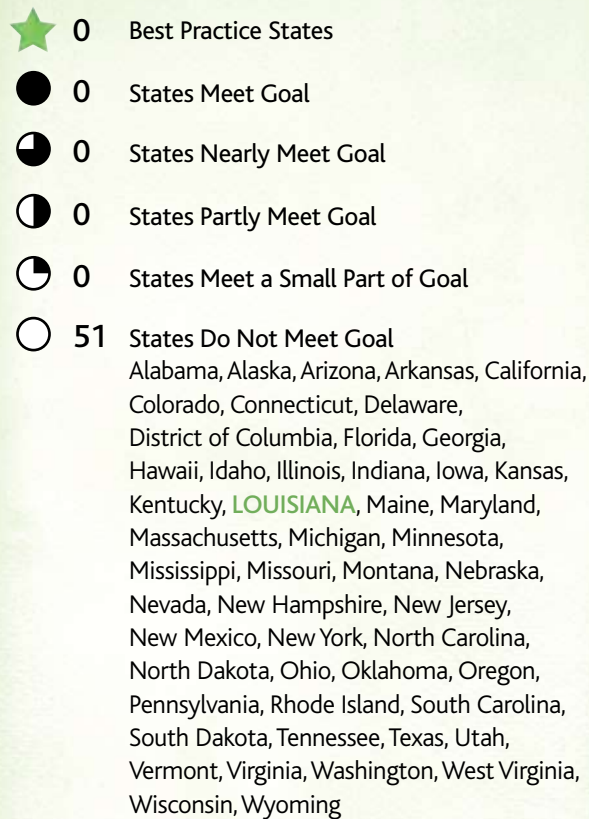 0 Best Practice States
0 States Meet Goal
0 States Nearly Meet Goal
0 States Partly Meet Goal
0 States Meet a Small Part of Goal
51 States Do Not Meet Goal
Alabama, Alaska, Arizona, Arkansas, California,
Colorado, Connecticut, Delaware,
District of Columbia, Florida, Georgia,
Hawaii, Idaho, Illinois, Indiana, Iowa, Kansas,
Kentucky, LOUISIANA, Maine, Maryland,
Massachusetts, Michigan, Minnesota,
Mississippi, Missouri, Montana, Nebraska,
Nevada, New Hampshire, New Jersey,
New Mexico, New York, North Carolina,
North Dakota, Ohio, Oklahoma, Oregon,
Pennsylvania, Rhode Island, South Carolina,
South Dakota, Tennessee, Texas, Utah,
Vermont, Virginia, Washington, West Virginia,
Wisconsin, Wyoming